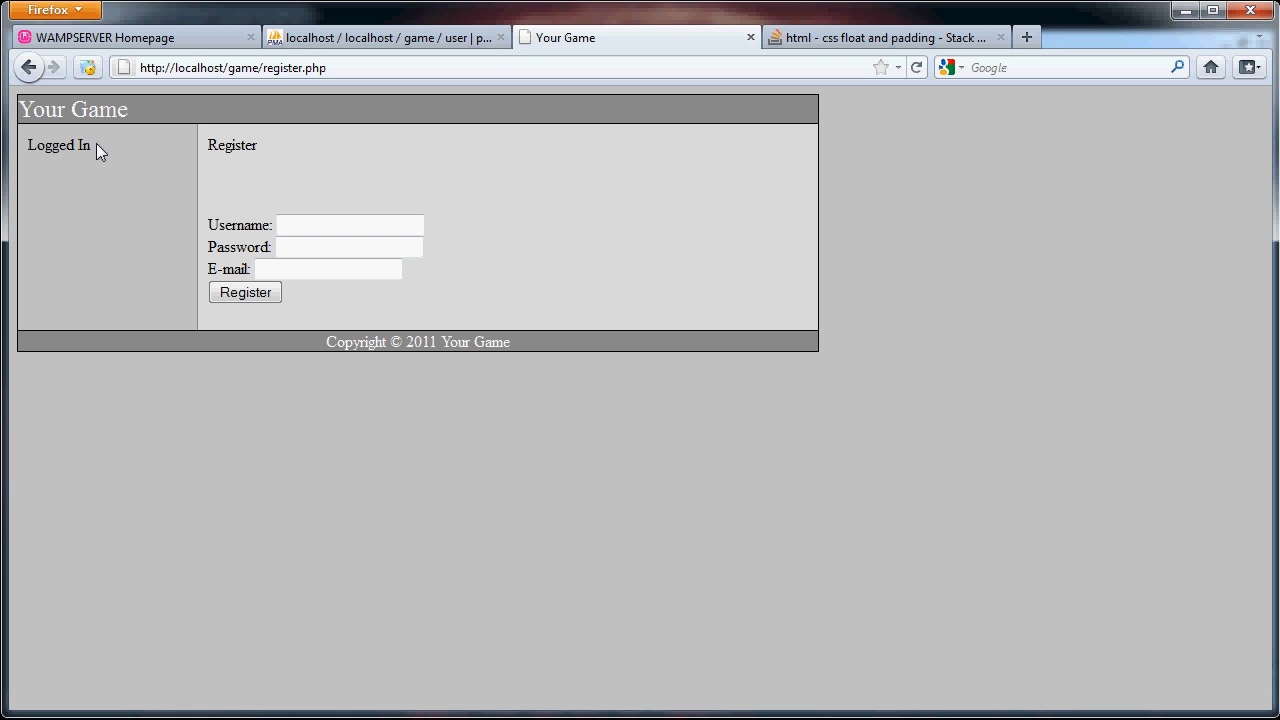 Firefox
WAMPSERVER Homepage
localhost / localhost / game / user | p...
Your Game
html - css float and padding - Stack ...
http://localhost/game/register.php
Google
Your Game
Logged In
Register
Username:
Password:
E-mail:
Register
Copyright © 2011 Your Game